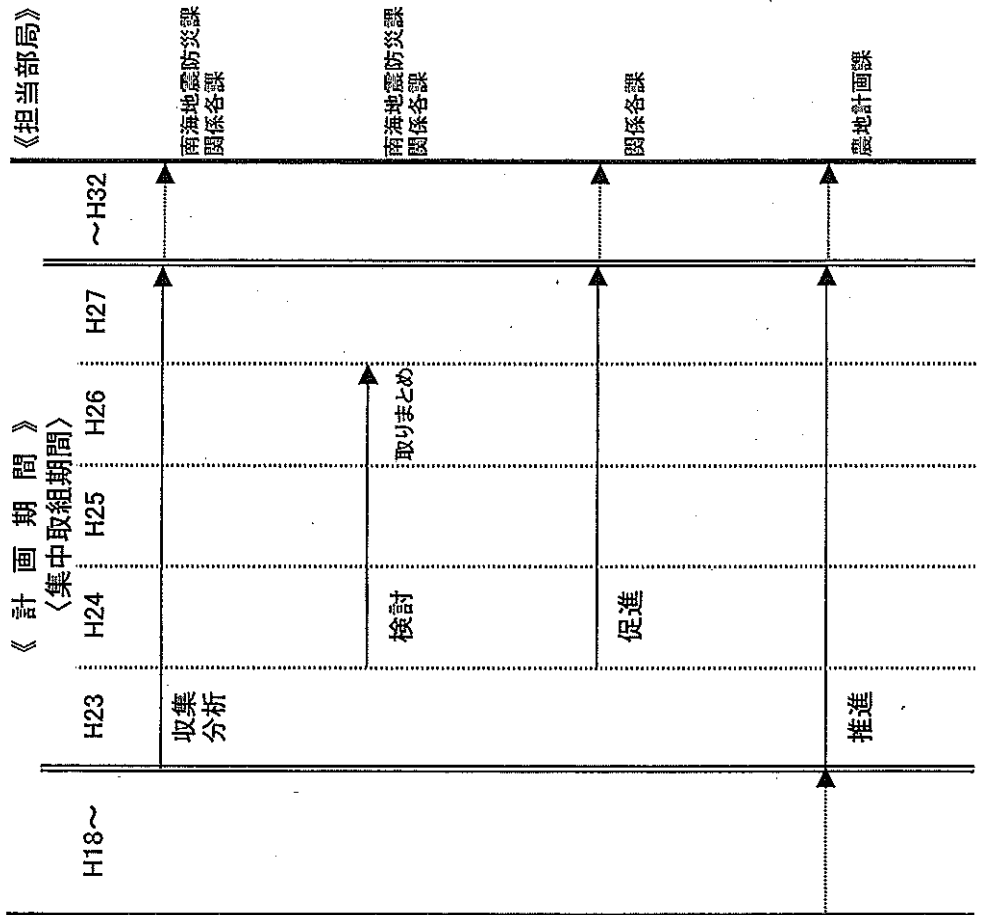 《 計 画 期 間 》
〈集中取組期間〉
《担当部局》
H18～
H23
H24
H25
H26
H27
～H32
収集
分析
南海地震防災課
関係各課
検討
取りまとめ
南海地震防災課
関係各課
促進
関係各課
推進
農地計画課